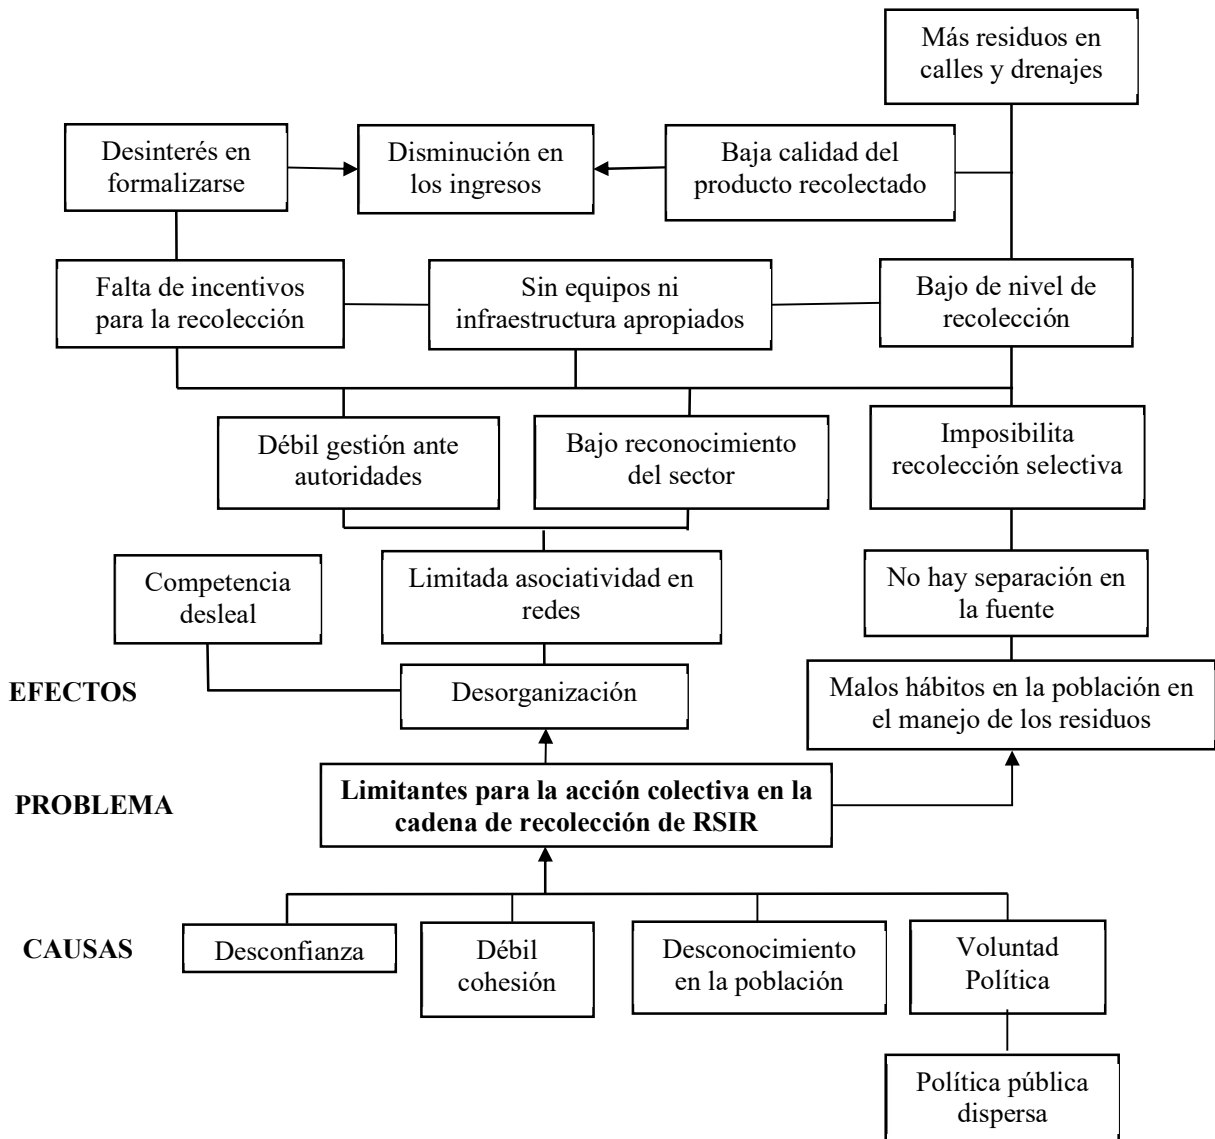 Más residuos en
calles y drenajes
Desinterés en
formalizarse
Disminución en
los ingresos
Baja calidad del
producto recolectado
Falta de incentivos
para la recolección
Sin equipos ni
infraestructura apropiados
Bajo de nivel de
recolección
Débil gestión ante
autoridades
Bajo reconocimiento
del sector
Imposibilita
recolección selectiva
Competencia
desleal
Limitada asociatividad en
redes
No hay separación en
la fuente
EFECTOS
Desorganización
Malos hábitos en la población en
el manejo de los residuos
PROBLEMA
Limitantes para la acción colectiva en la
cadena de recolección de RSIR
CAUSAS
Desconfianza
Débil
cohesión
Desconocimiento
en la población
Voluntad
Política
Política pública
dispersa